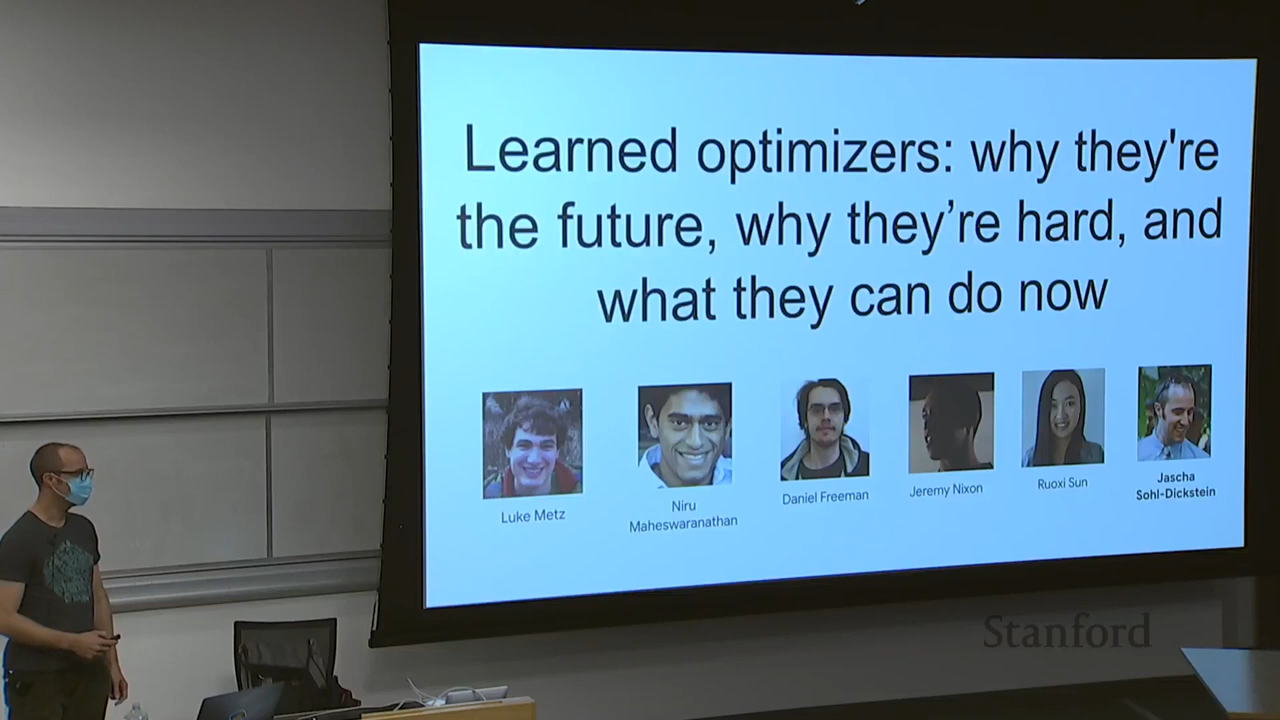 Learned optimizers: why they're
the future, why they’re hard, and
what they can do now
Luke Metz
Niru
Maheswaranathan
Daniel Freeman
Jeremy Nixon
Ruoxi Sun
Jascha
Sohl-Dickstein
Stanford